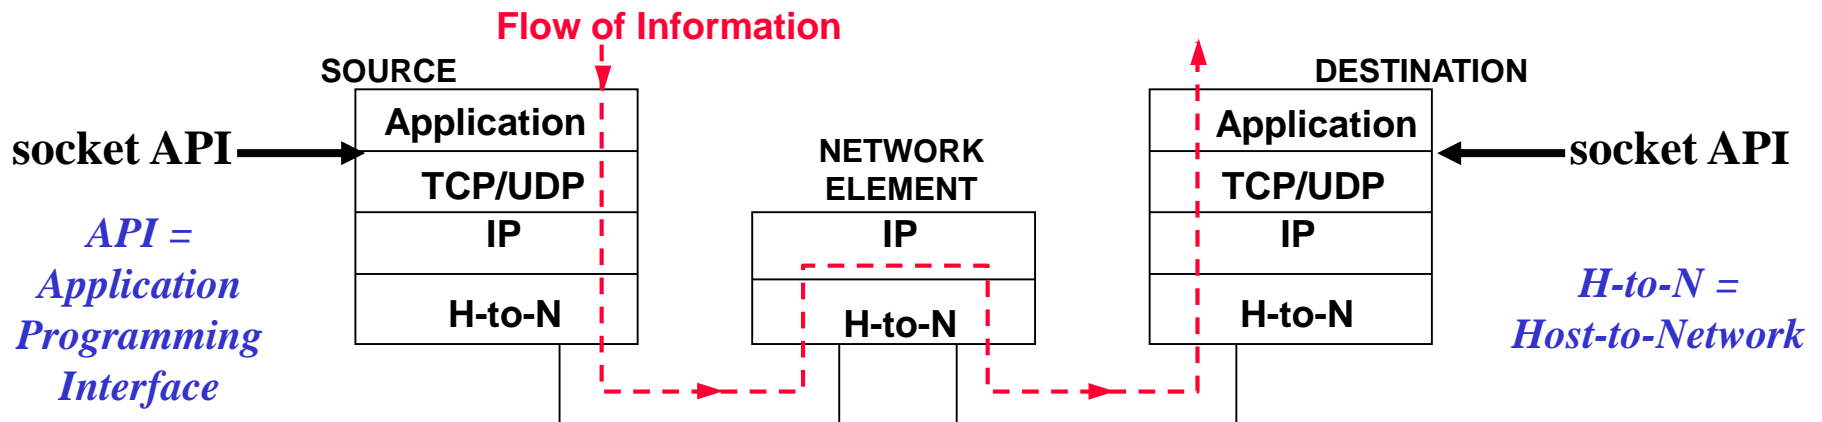 Flow of Information
SOURCE
DESTINATION
socket API
Application
TCP/UDP
IP
H-to-N
NETWORK
ELEMENT
IP
H-to-N
Application
TCP/UDP
IP
H-to-N
socket API
API =
Application
Programming
Interface
H-to-N =
Host-to-Network